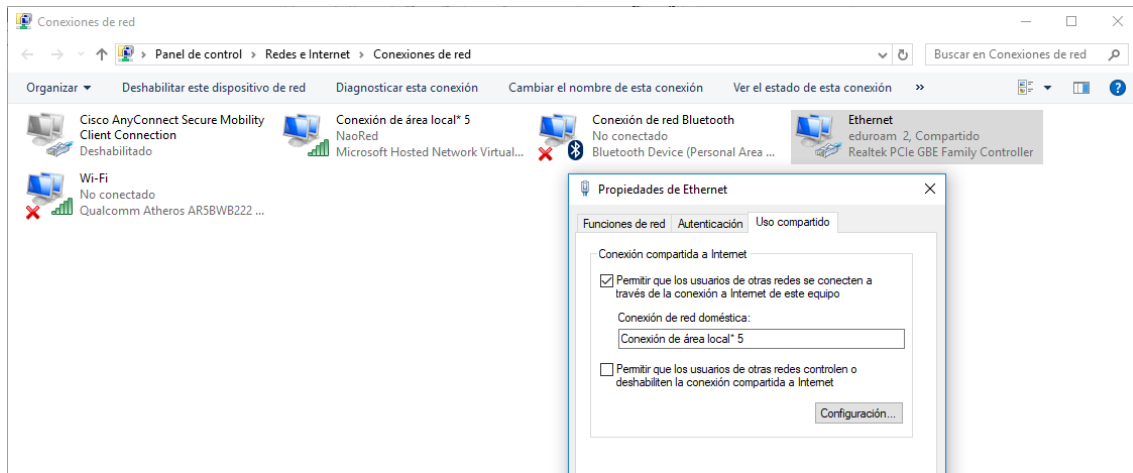 Conexiones de red
Panel de control > Redes e Internet > Conexiones de red
Buscar en Conexiones de red
Organizar Deshabilitar este dispositivo de red Diagnosticar esta conexión Cambiar el nombre de esta conexión Ver el estado de esta conexión »
Cisco AnyConnect Secure Mobility
Client Connection
Deshabilitado
Conexión de área local* 5
NaoRed
Microsoft Hosted Network Virtual...
Conexión de red Bluetooth
No conectado
Bluetooth Device (Personal Area ...
Ethernet
eduroam 2, Compartido
Realtek PCIe GBE Family Controller
Wi-Fi
No conectado
Qualcomm Atheros AR5BWB222 ...
Propiedades de Ethernet
Funciones de red Autenticación Uso compartido
Conexión compartida a Internet
Permitir que los usuarios de otras redes se conecten a
través de la conexión a Internet de este equipo
Conexión de red doméstica:
Conexión de área local* 5
Permitir que los usuarios de otras redes controlen o
deshabiliten la conexión compartida a Internet
Configuración...